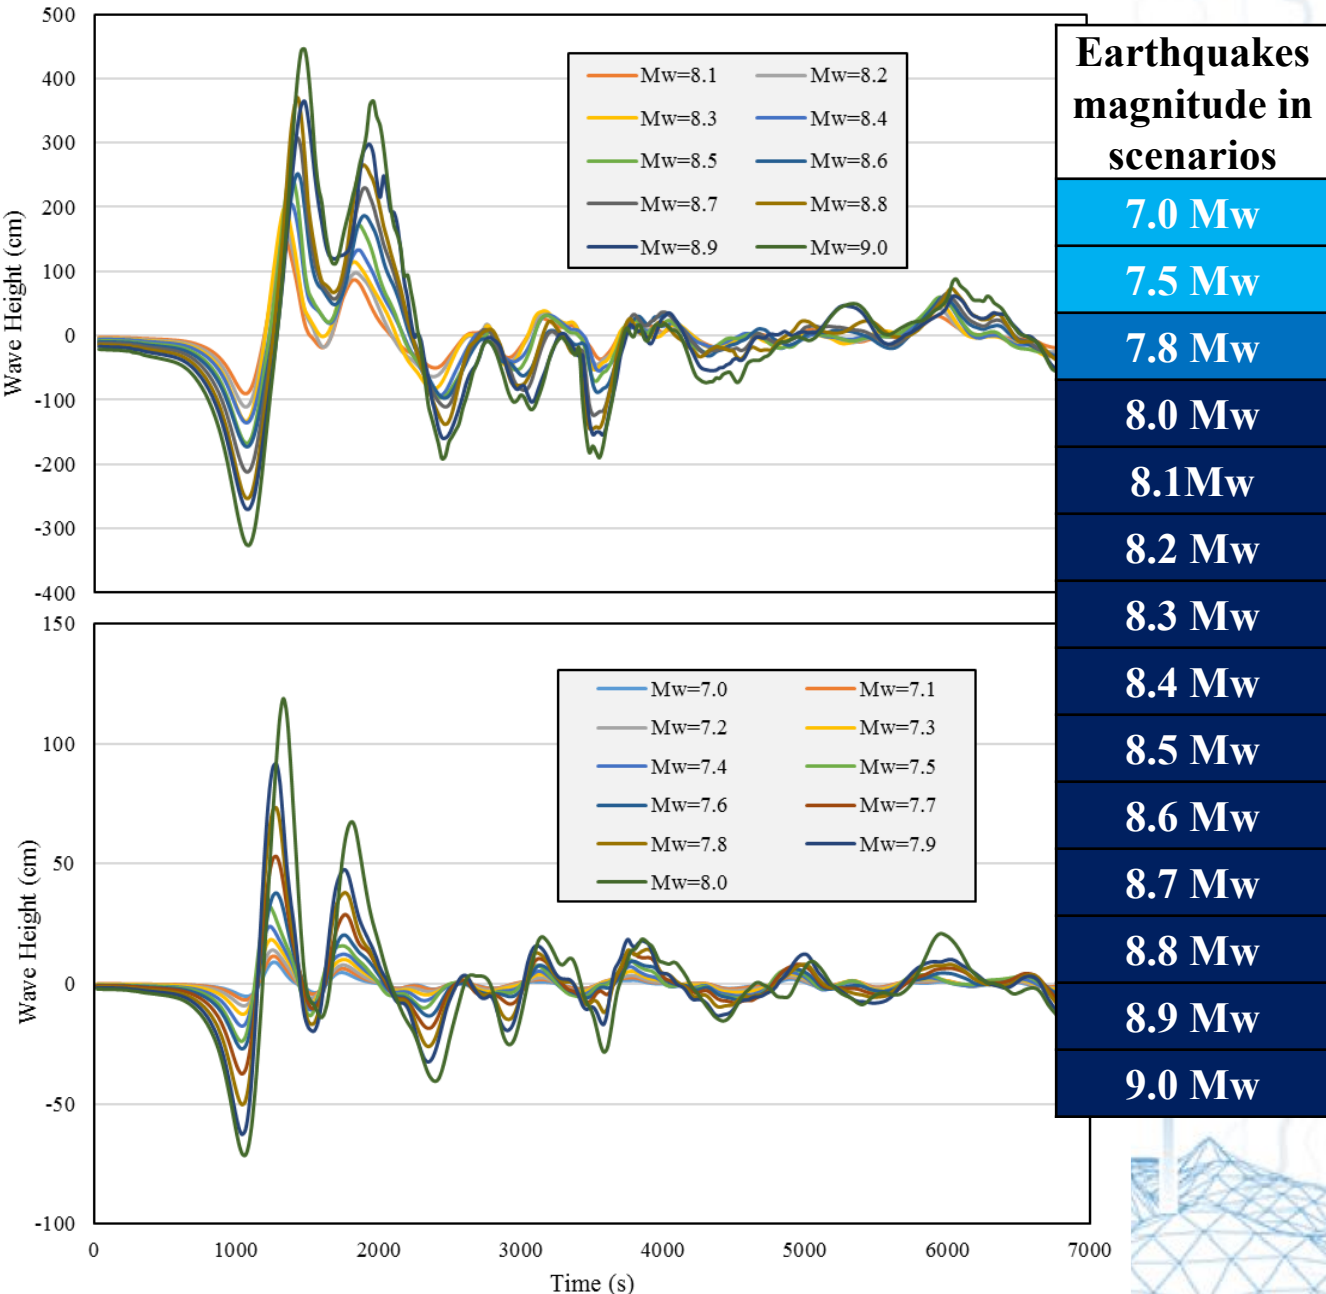 500
400
300
200
100
0
-100
-200
-300
-400
Wave Height (cm)
Mw=8.1 Mw=8.2
Mw=8.3 Mw=8.4
Mw=8.5 Mw=8.6
Mw=8.7 Mw=8.8
Mw=8.9 Mw=9.0
150
100
50
0
-50
-100
Wave Height (cm)
Mw=7.0 Mw=7.1
Mw=7.2 Mw=7.3
Mw=7.4 Mw=7.5
Mw=7.6 Mw=7.7
Mw=7.8 Mw=7.9
Mw=8.0
0 1000 2000 3000 4000 5000 6000 7000
Time (s)
Earthquakes
magnitude in
scenarios
7.0 Mw
7.5 Mw
7.8 Mw
8.0 Mw
8.1Mw
8.2 Mw
8.3 Mw
8.4 Mw
8.5 Mw
8.6 Mw
8.7 Mw
8.8 Mw
8.9 Mw
9.0 Mw